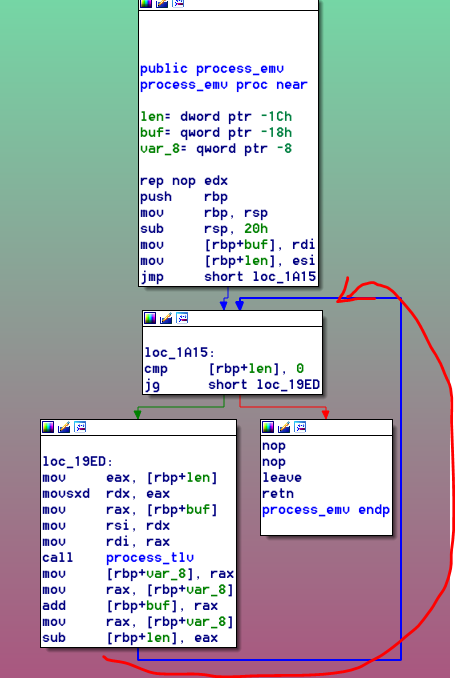 public process_emv
process_emv proc near
len= dword ptr -1Ch
buf= qword ptr -18h
var_8= qword ptr -8
rep nop edx
push rbp
mov rbp, rsp
sub rsp, 20h
mov [rbp+buf], rdi
mov [rbp+len], esi
jmp short loc_1A15
loc_1A15:
cmp [rbp+len], 0
jg short loc_19ED
loc_19ED:
mov eax, [rbp+len]
movsxd rdx, eax
mov rax, [rbp+buf]
mov rsi, rdx
mov rdi, rax
call process_tlv
mov [rbp+var_8], rax
mov rax, [rbp+var_8]
add [rbp+buf], rax
mov rax, [rbp+var_8]
sub [rbp+len], eax
nop
nop
leave
retn
process_emv endp